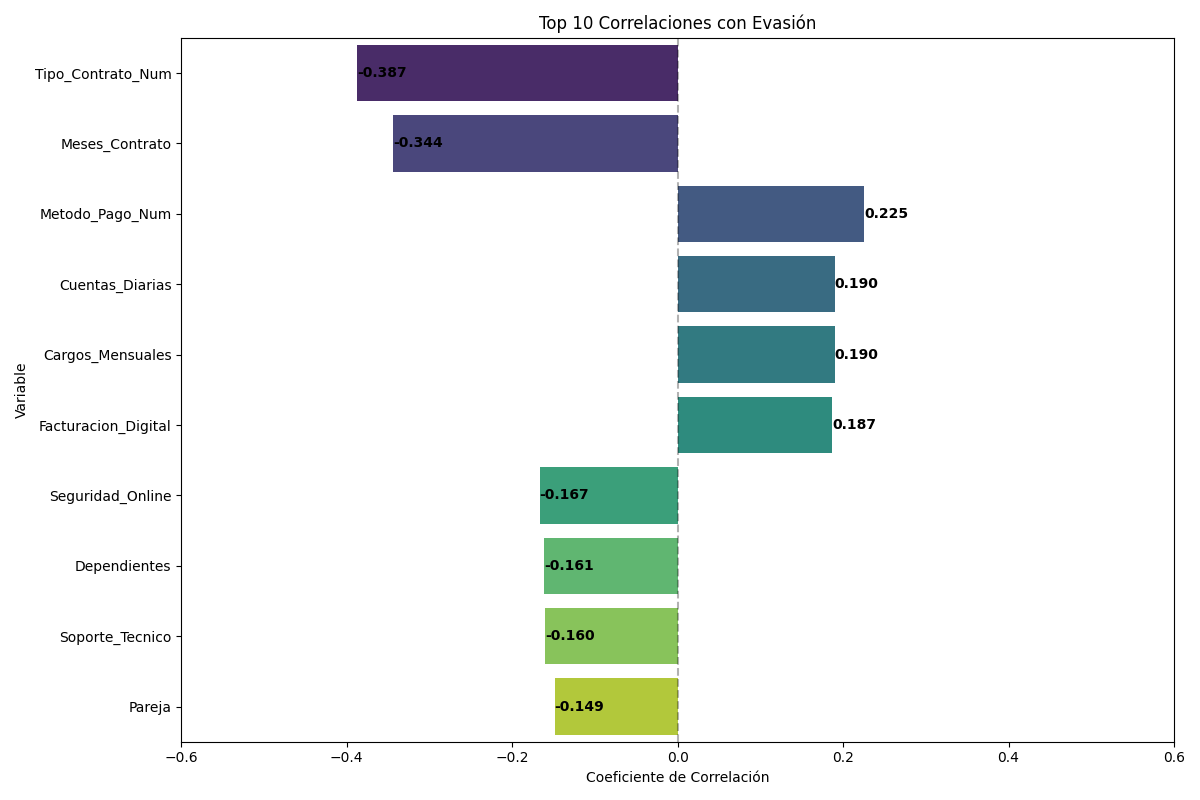 Top 10 Correlaciones con Evasión
Variable
Tipo_Contrato_Num
-0.387
Meses_Contrato
-0.344
Metodo_Pago_Num
0.225
Cuentas_Diarias
0.190
Cargos_Mensuales
0.190
Facturacion_Digital
0.187
Seguridad_Online
-0.167
Dependientes
-0.161
Soporte_Tecnico
-0.160
Pareja
-0.149
−0.6 −0.4 −0.2 0.0 0.2 0.4 0.6
Coeficiente de Correlación